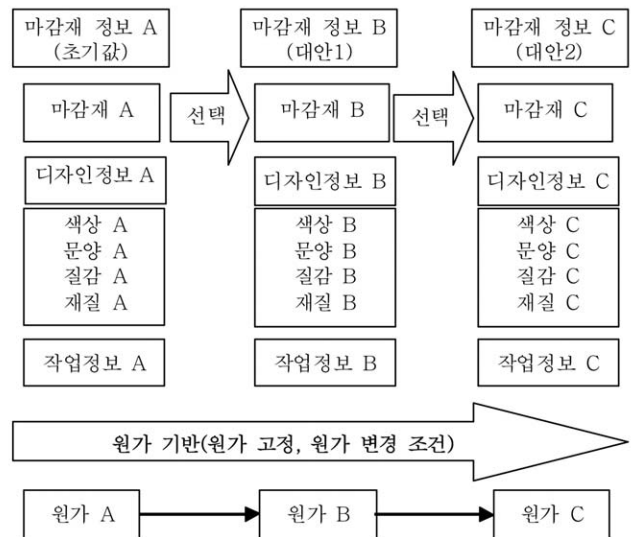 마감재 정보 A
(초기값)
마감재 정보 B
(대안1)
마감재 정보 C
(대안2)
마감재 A
선택
마감재 B
선택
마감재 C
디자인정보 A
디자인정보 B
디자인정보 C
색상 A
문양 A
질감 A
재질 A
색상 B
문양 B
질감 B
재질 B
색상 C
문양 C
질감 C
재질 C
작업정보 A
작업정보 B
작업정보 C
원가 기반(원가 고정, 원가 변경 조건)
원가 A
원가 B
원가 C